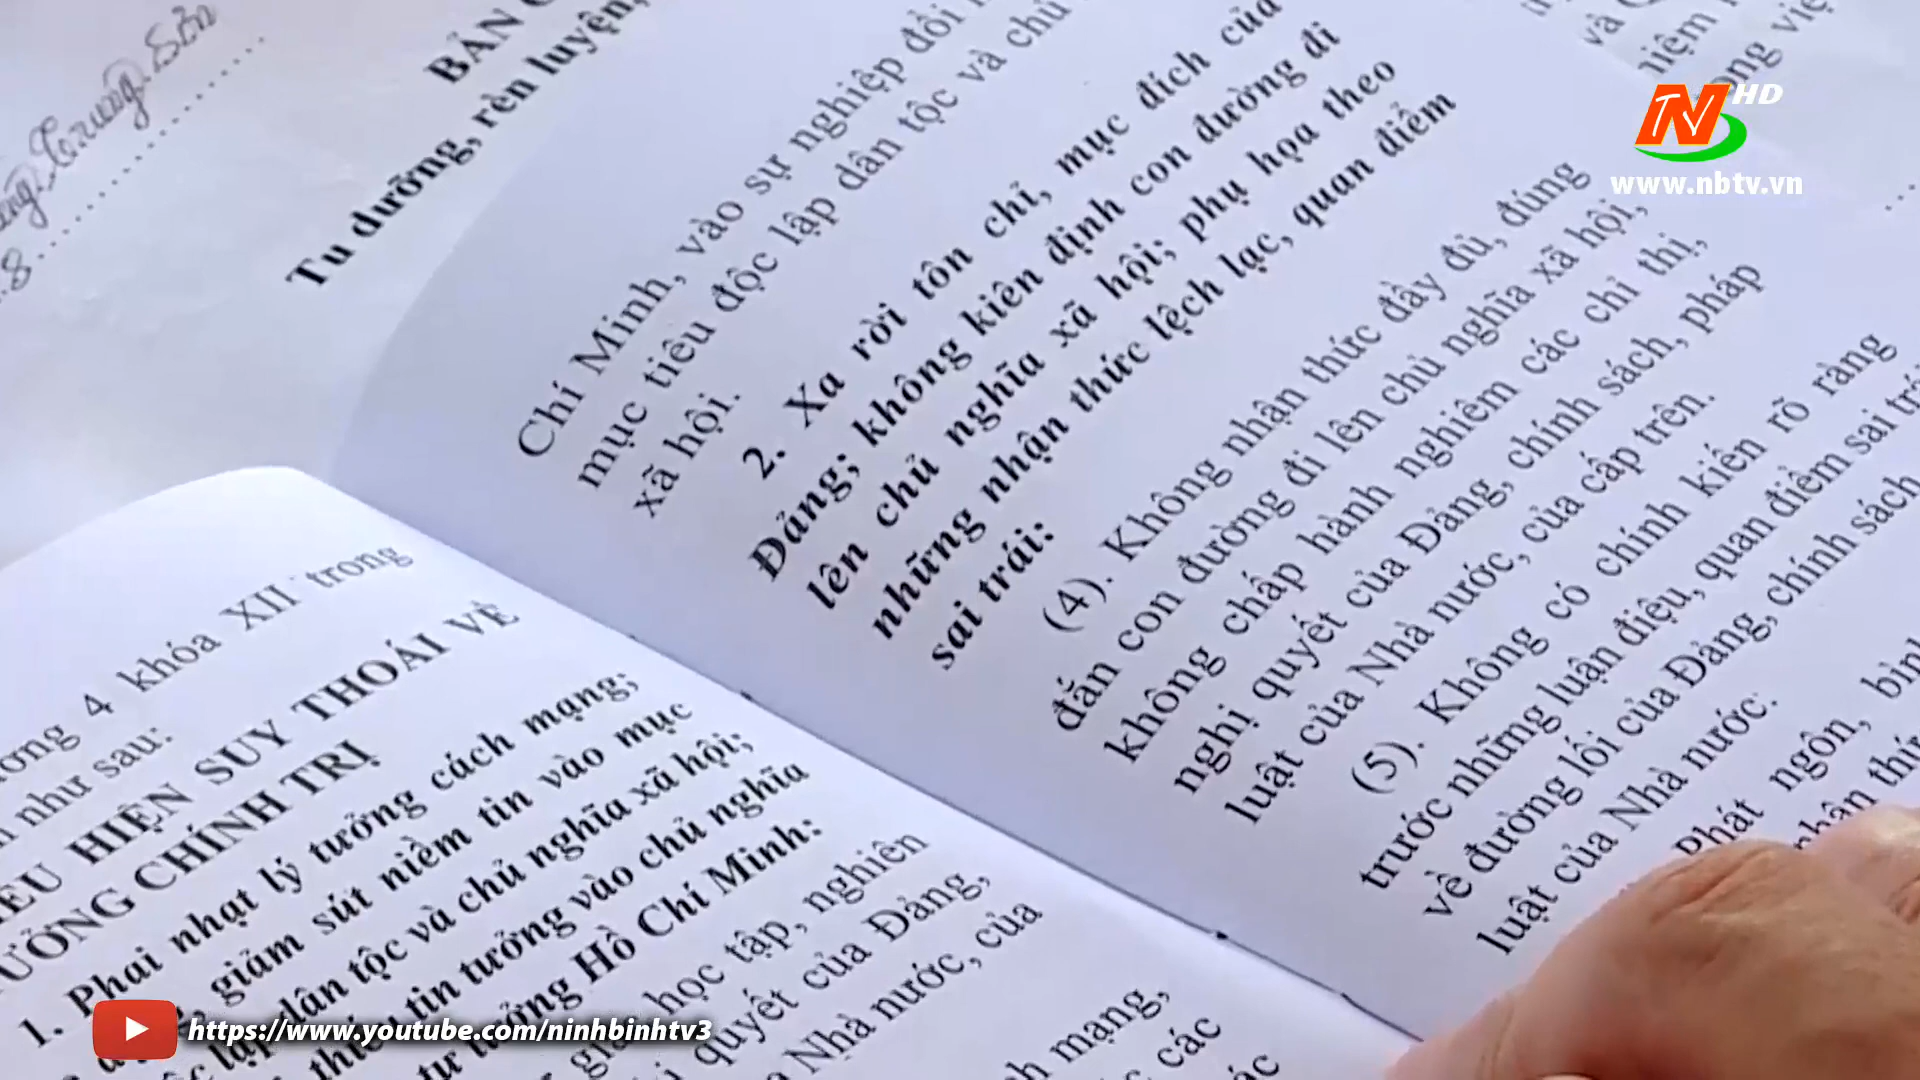 Trung Sơn
BẢN
Tu dưỡng, rèn luyện,
4 khóa XII trong
như sau:
HIỆN SUY THOÁI VỀ
CHÍNH TRỊ
1. Phai nhạt lý tưởng cách mạng;
giảm sút niềm tin vào mục
dân tộc và chủ nghĩa xã hội;
tin tưởng vào chủ nghĩa
tư tưởng Hồ Chí Minh:
học tập, nghiên
quyết của Đảng,
Nhà nước, của
mạng,
các
Chí Minh, vào sự nghiệp đổi
mục tiêu độc lập dân tộc và chủ
xã hội.
2. Xa rời tôn chỉ, mục đích của
Đảng; không kiên định con đường đi
lên chủ nghĩa xã hội; phụ họa theo
những nhận thức lệch lạc, quan điểm
sai trái:
(4). Không nhận thức đầy đủ, đúng
đắn con đường đi lên chủ nghĩa xã hội,
không chấp hành nghiêm các chỉ thị,
nghị quyết của Đảng, chính sách, pháp
luật của Nhà nước, của cấp trên.
(5). Không có chính kiến rõ ràng
trước những luận điệu, quan điểm sai trái
về đường lối của Đảng, chính sách
luật của Nhà nước.
Phát ngôn,
TV HD
www.nbtv.vn
https://www.youtube.com/ninhbinhtv3